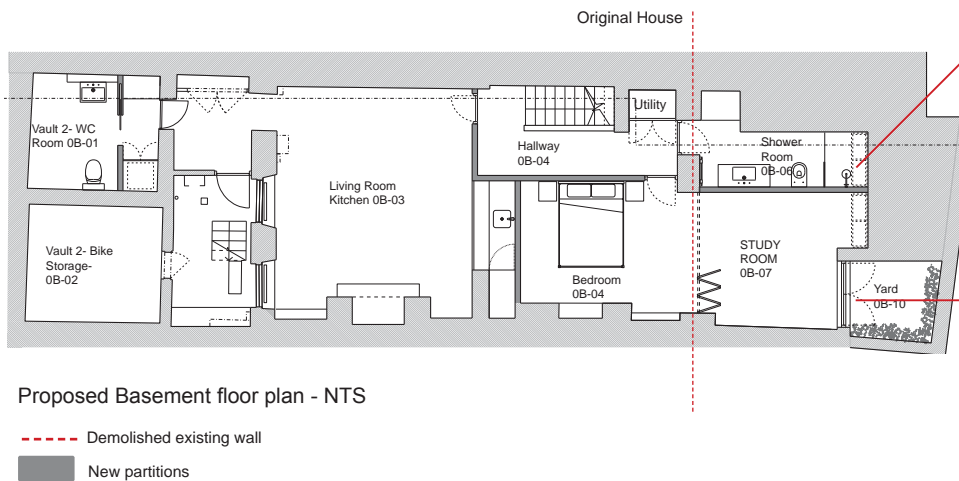 Original House
Vault 2- WC
Room 0B-01
Utility
Hallway
0B-04
Shower
Room
0B-06
Living Room
Kitchen 0B-03
Vault 2- Bike
Storage-
0B-02
STUDY
ROOM
0B-07
Bedroom
0B-04
Yard
0B-10
Proposed Basement floor plan - NTS
Demolished existing wall
New partitions